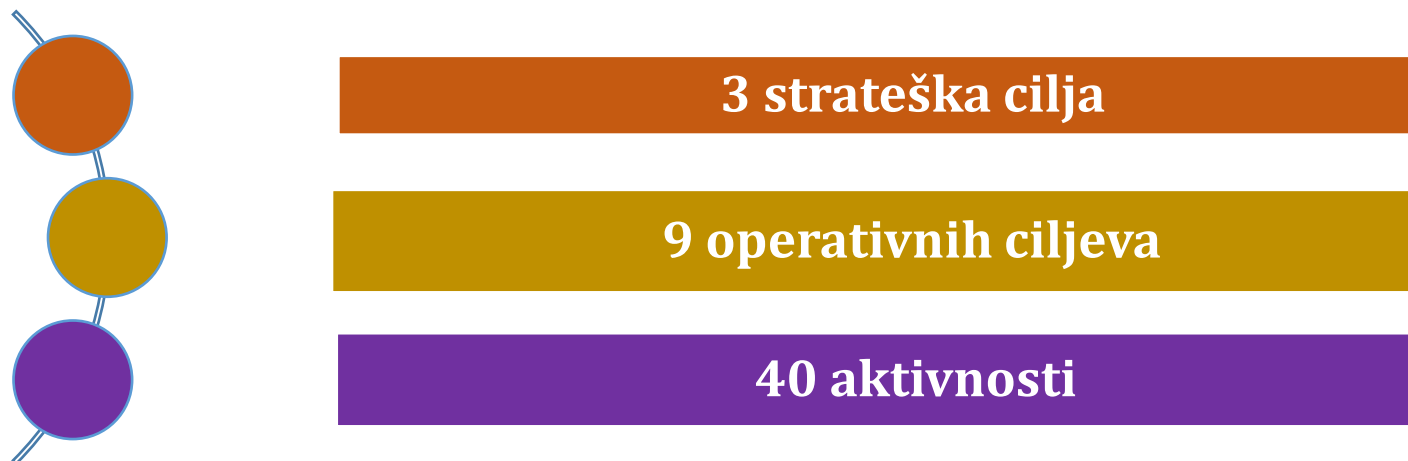 3 strateška cilja
9 operativnih ciljeva
40 aktivnosti